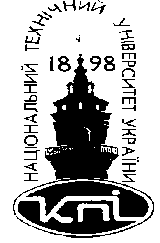 НАЦІОНАЛЬНИЙ ТЕХНІЧНИЙ УНІВЕРСИТЕТ УКРАЇНИ
1898
КПІ